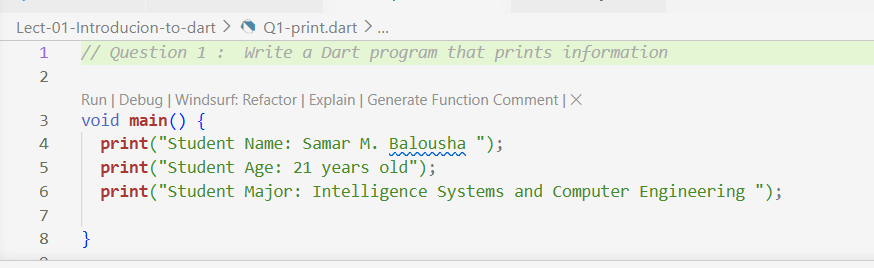 Lect-01-Introducion-to-dart > Q1-print.dart > ...
1 // Question 1 :  Write a Dart program that prints information
2
Run | Debug | Windsurf: Refactor | Explain | Generate Function Comment | ×
3 void main() {
4   print("Student Name: Samar M. Balousha ");
5   print("Student Age: 21 years old");
6   print("Student Major: Intelligence Systems and Computer Engineering ");
7
8 }